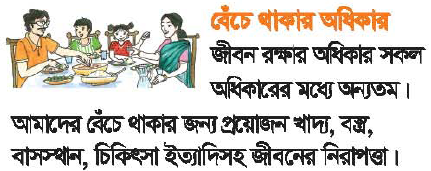 বেঁচে থাকার অধিকার
জীবন রক্ষার অধিকার সকল
অধিকারের মধ্যে অন্যতম।
আমাদের বেঁচে থাকার জন্য প্রয়োজন খাদ্য, বস্ত্র,
বাসস্থান, চিকিৎসা ইত্যাদিসহ জীবনের নিরাপত্তা।